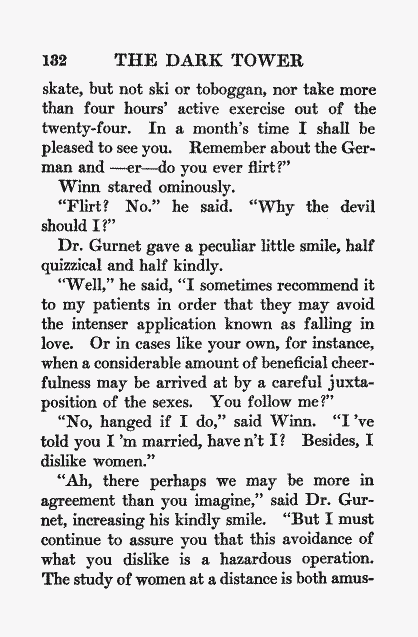 132 THE DARK TOWER
skate, but not ski or toboggan, nor take more
than four hours' active exercise out of the
twenty-four. In a month's time I shall be
pleased to see you. Remember about the Ger-
man and —er—do you ever flirt?"
Winn stared ominously.
"Flirt? No." he said. "Why the devil
should I?"
Dr. Gurnet gave a peculiar little smile, half
quizzical and half kindly.
"Well," he said, "I sometimes recommend it
to my patients in order that they may avoid
the intenser application known as falling in
love. Or in cases like your own, for instance,
when a considerable amount of beneficial cheer-
fulness may be arrived at by a careful juxta-
position of the sexes. You follow me?"
"No, hanged if I do," said Winn. "I 've
told you I 'm married, have n't I? Besides, I
dislike women."
"Ah, there perhaps we may be more in
agreement than you imagine," said Dr. Gur-
net, increasing his kindly smile. "But I must
continue to assure you that this avoidance of
what you dislike is a hazardous operation.
The study of women at a distance is both amus-